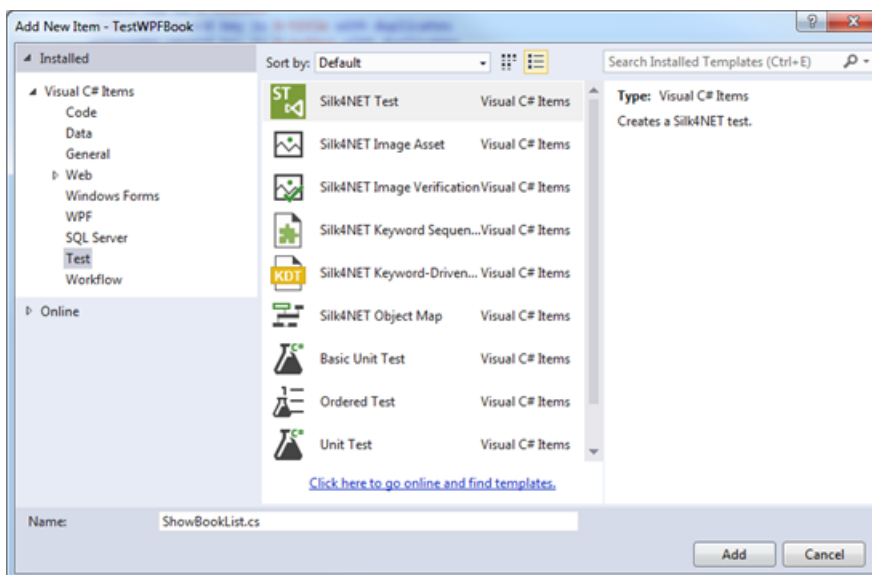 Add New Item - TestWPFBook
Installed
Sort by: Default
Search Installed Templates (Ctrl+E)
Visual C# Items
Code
Data
General
Web
Windows Forms
WPF
SQL Server
Test
Workflow
Online
ST
Silk4NET Test Visual C# Items
Silk4NET Image Asset Visual C# Items
Silk4NET Image Verification Visual C# Items
Silk4NET Keyword Sequen... Visual C# Items
KDT
Silk4NET Keyword-Driven... Visual C# Items
Silk4NET Object Map Visual C# Items
C#
Basic Unit Test Visual C# Items
Ordered Test Visual C# Items
C#
Unit Test Visual C# Items
Click here to go online and find templates.
Type: Visual C# Items
Creates a Silk4NET test.
Name: ShowBookList.cs
Add Cancel